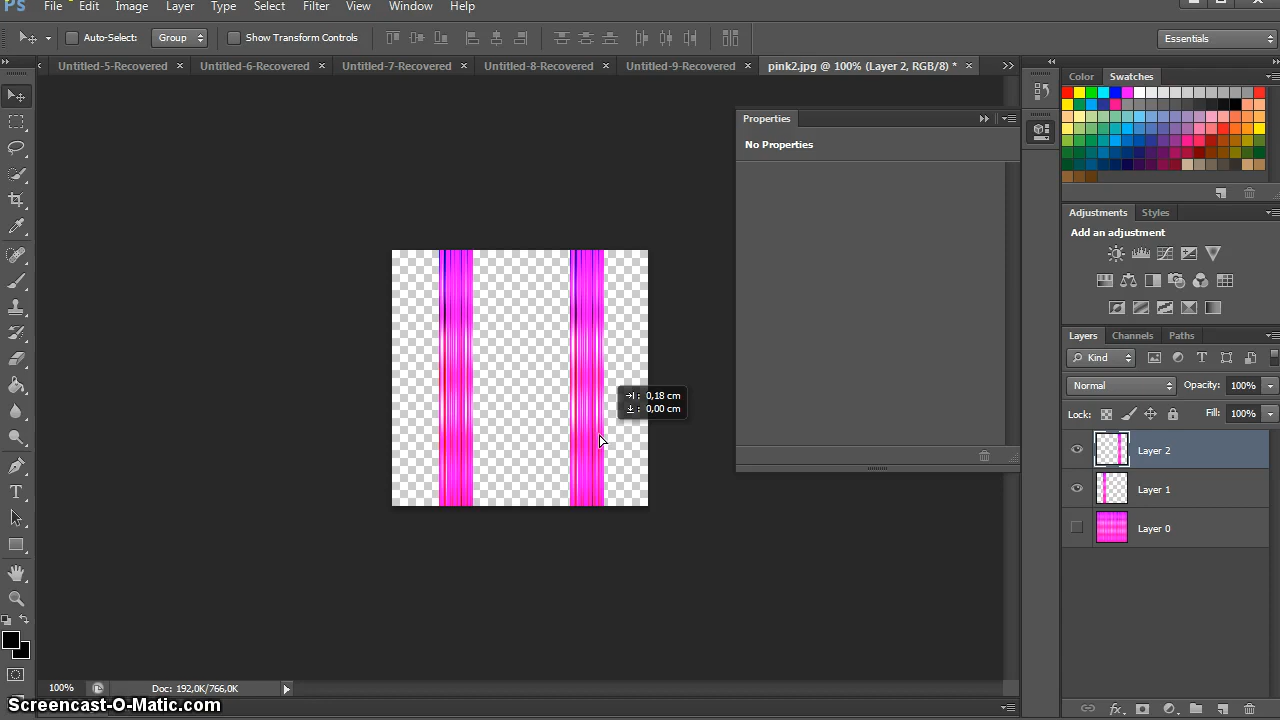 PS File Edit Image Layer Type Select Filter View Window Help
Auto-Select: Group Show Transform Controls Essentials
Untitled-5-Recovered × Untitled-6-Recovered × Untitled-7-Recovered × Untitled-8-Recovered × Untitled-9-Recovered × pink2.jpg @ 100% (Layer 2, RGB/8) * ×
Color Swatches
Properties
No Properties
Adjustments Styles
Add an adjustment
Layers Channels Paths
Kind
Normal Opacity: 100%
Lock: Fill: 100%
0,18 cm
0,00 cm
Layer 2
Layer 1
Layer 0
100% Doc: 192,0K/766,0K
Screencast-O-Matic.com